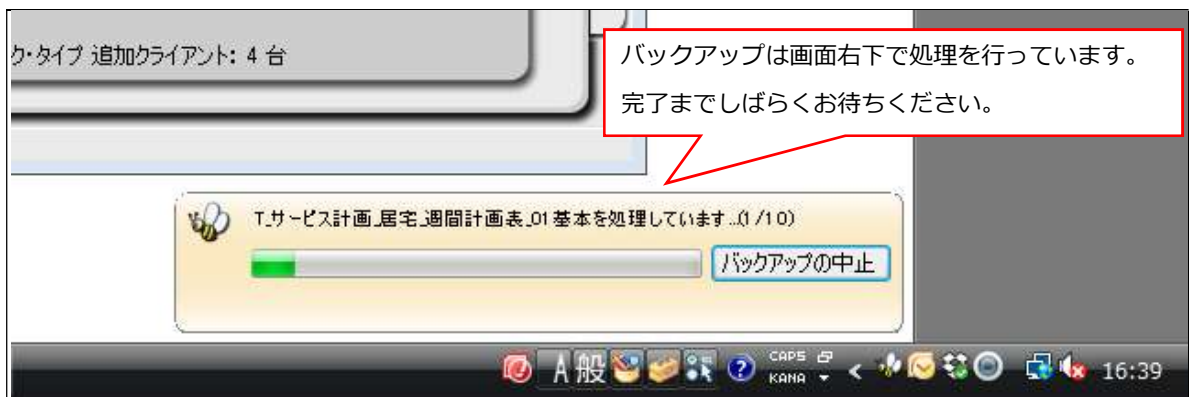 ク・タイプ 追加クライアント: 4 台
バックアップは画面右下で処理を行っています。
完了までしばらくお待ちください。
T_サービス計画_居宅_週間計画表_01基本を処理しています...(1/10)
バックアップの中止
A 般 CAPS KANA 16:39